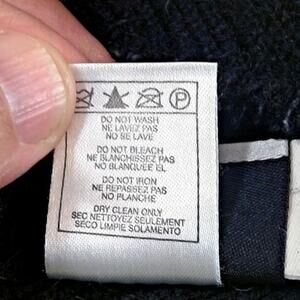 P
DO NOT WASH
NE LAVEZ PAS
NO SE LAVE
DO NOT BLEACH
NE BLANCHISSEZ PAS
NO BLANQUEE EL
DO NOT IRON
NE REPASSEZ PAS
NO PLANCHE
DRY CLEAN ONLY
SEC NETTOYEZ SEULEMENT
SECO LIMPIE SOLAMENTO